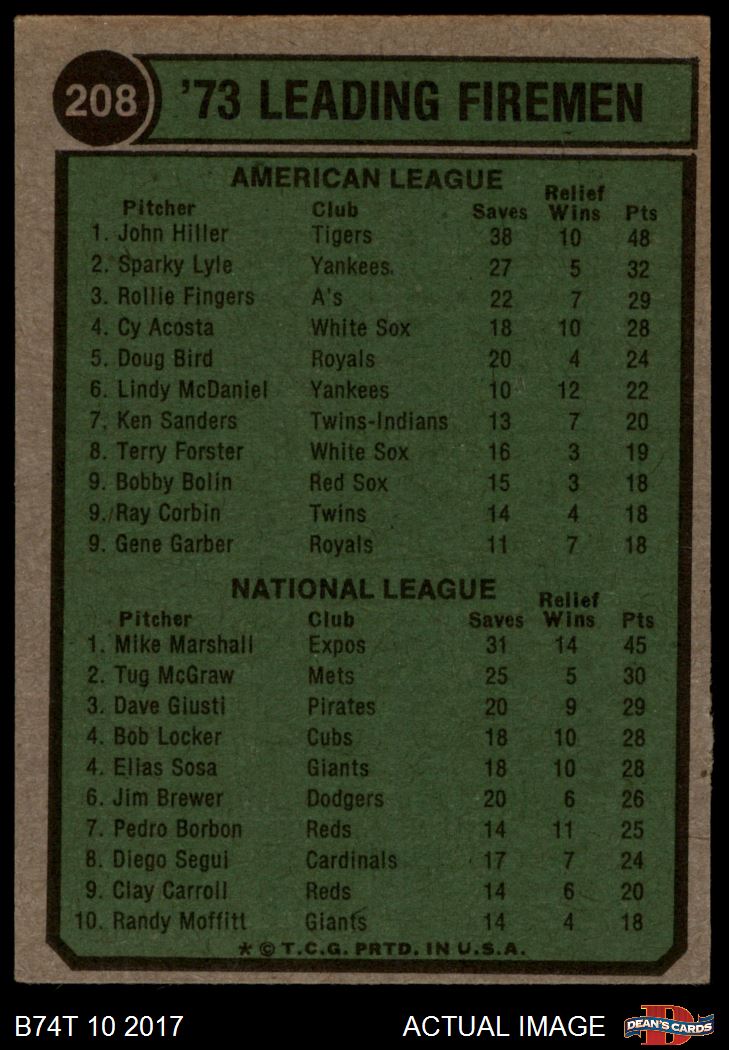 208
'73 LEADING FIREMEN
AMERICAN LEAGUE
Pitcher Club Saves Relief Wins Pts
1. John Hiller Tigers 38 10 48
2. Sparky Lyle Yankees. 27 5 32
3. Rollie Fingers A's 22 7 29
4. Cy Acosta White Sox 18 10 28
5. Doug Bird Royals 20 4 24
6. Lindy McDaniel Yankees 10 12 22
7. Ken Sanders Twins-Indians 13 7 20
8. Terry Forster White Sox 16 3 19
9. Bobby Bolin Red Sox 15 3 18
9. Ray Corbin Twins 14 4 18
9. Gene Garber Royals 11 7 18
NATIONAL LEAGUE
Pitcher Club Saves Relief Wins Pts
1. Mike Marshall Expos 31 14 45
2. Tug McGraw Mets 25 5 30
3. Dave Giusti Pirates 20 9 29
4. Bob Locker Cubs 18 10 28
4. Elias Sosa Giants 18 10 28
6. Jim Brewer Dodgers 20 6 26
7. Pedro Borbon Reds 14 11 25
8. Diego Segui Cardinals 17 7 24
9. Clay Carroll Reds 14 6 20
10. Randy Moffitt Giants 14 4 18
* © T.C.G. PRTD. IN U.S.A.
B74T 10 2017 ACTUAL IMAGE D DEAN'S CARDS